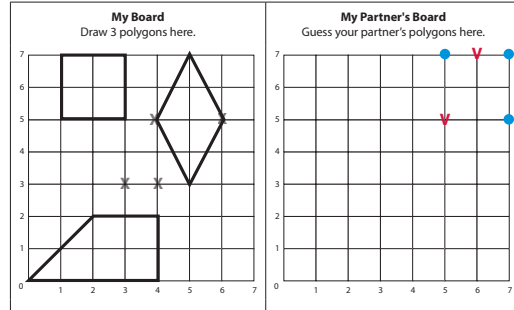 My Board
Draw 3 polygons here.
7
6
5
4
3
2
1
0
1 2 3 4 5 6 7
X X
X X
My Partner's Board
Guess your partner's polygons here.
7
6
5
4
3
2
1
0
1 2 3 4 5 6 7
V
V